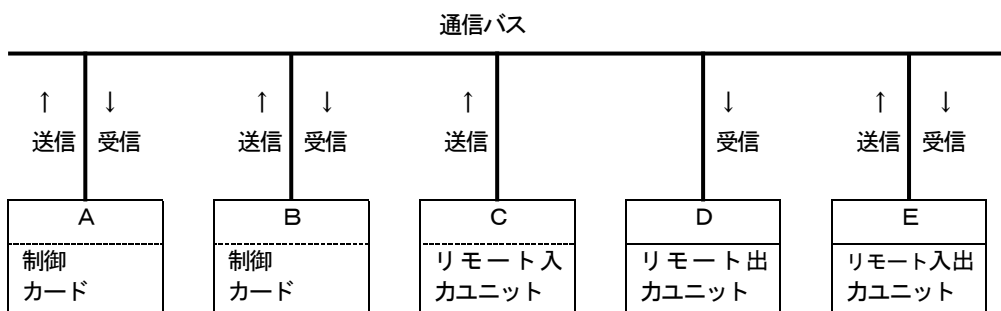 通信バス
↑ ↓ ↑ ↓ ↑ ↓ ↑ ↓
送信 受信 送信 受信 送信 受信 送信 受信
A B C D E
制御 制御 リモート入 リモート出 リモート入出
カード カード 力ユニット 力ユニット 力ユニット